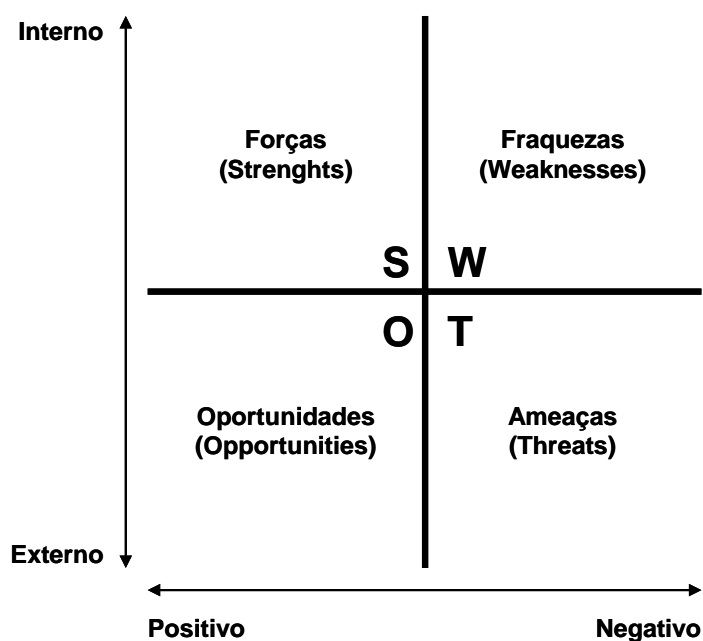 Interno
Forças
(Strenghts)
Fraquezas
(Weaknesses)
S W
O T
Oportunidades
(Opportunities)
Ameaças
(Threats)
Externo
Positivo
Negativo